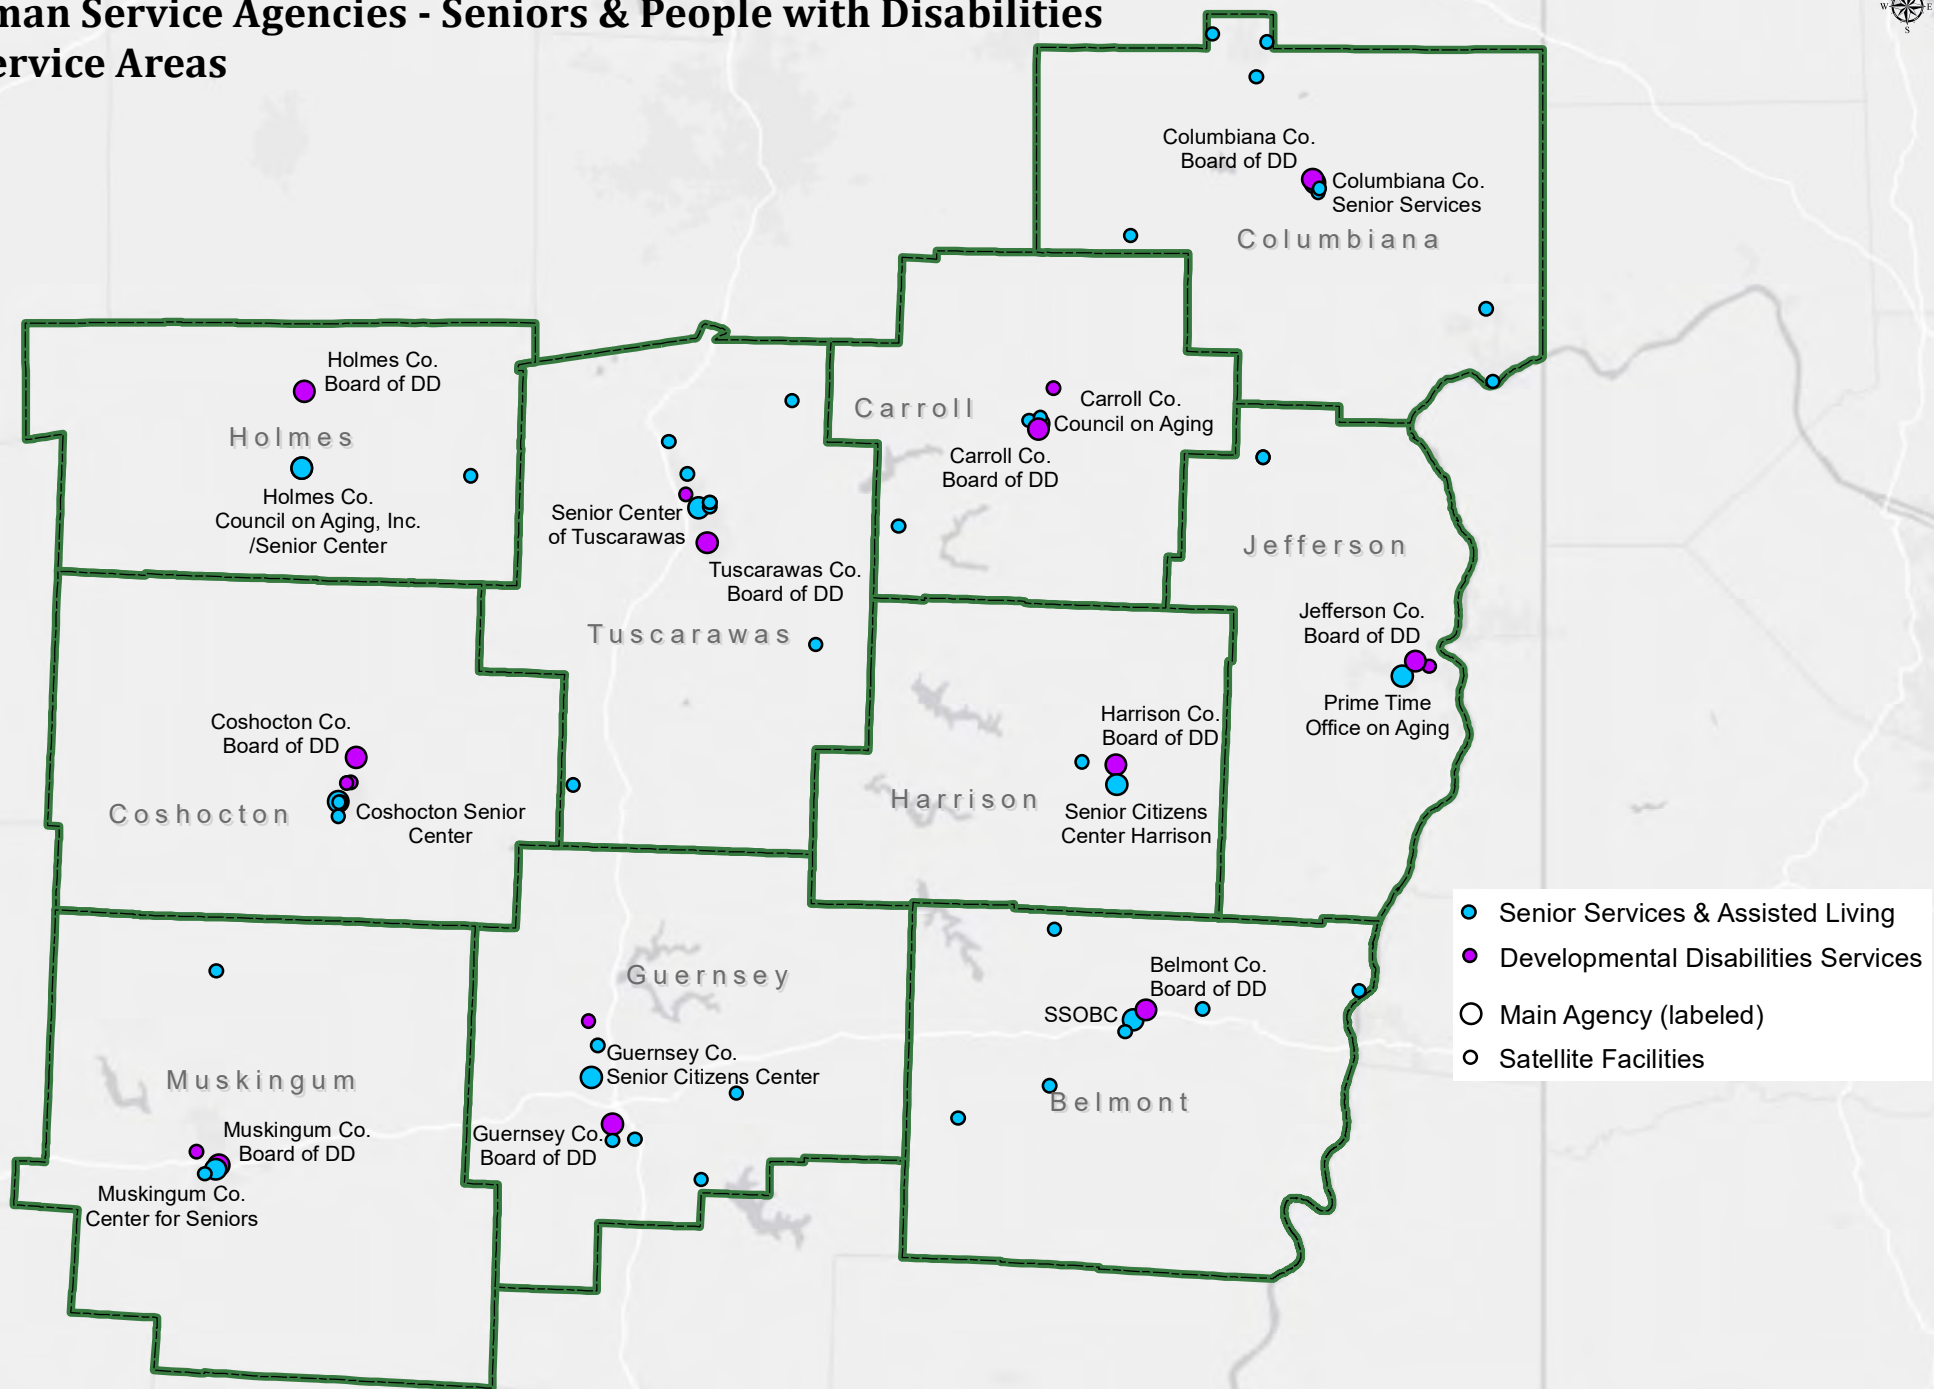 man Service Agencies - Seniors & People with Disabilities
ervice Areas
W
E
S
Columbiana Co.
Board of DD
Columbiana Co.
Senior Services
Columbiana
Holmes Co.
Board of DD
Holmes
Holmes Co.
Council on Aging, Inc.
/Senior Center
Carroll
Carroll Co.
Council on Aging
Carroll Co.
Board of DD
Senior Center
of Tuscarawas
Tuscarawas Co.
Board of DD
Tuscarawas
Jefferson
Jefferson Co.
Board of DD
Prime Time
Office on Aging
Coshocton Co.
Board of DD
Coshocton
Coshocton Senior
Center
Harrison Co.
Board of DD
Harrison
Senior Citizens
Center Harrison
Guernsey
Guernsey Co.
Senior Citizens Center
Guernsey Co.
Board of DD
Belmont Co.
Board of DD
SSOBC
Belmont
Muskingum
Muskingum Co.
Board of DD
Muskingum Co.
Center for Seniors
Senior Services & Assisted Living
Developmental Disabilities Services
Main Agency (labeled)
Satellite Facilities